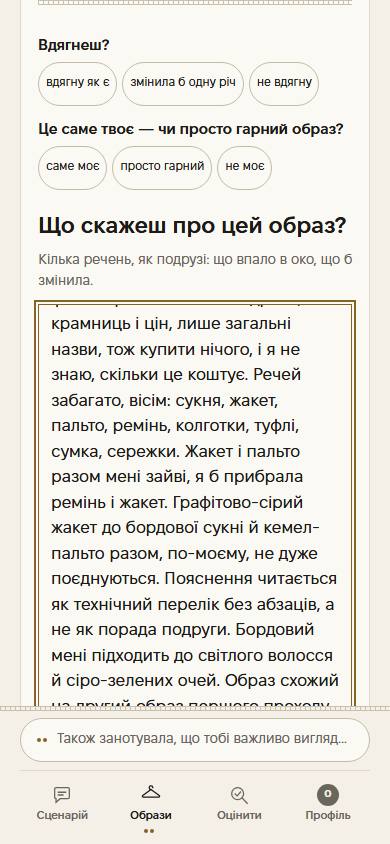 Вдягнеш?
вдягну як є
змінила б одну річ
не вдягну
Це саме твоє — чи просто гарний образ?
саме моє
просто гарний
не моє
Що скажеш про цей образ?
Кілька речень, як подрузі: що впало в око, що б
змінила.
крамниць і цін, лише загальні
назви, тож купити нічого, і я не
знаю, скільки це коштує. Речей
забагато, вісім: сукня, жакет,
пальто, ремінь, колготки, туфлі,
сумка, сережки. Жакет і пальто
разом мені зайві, я б прибрала
ремінь і жакет. Графітово-сірий
жакет до бордової сукні й кемел-
пальто разом, по-моєму, не дуже
поєднуються. Пояснення читається
як технічний перелік без абзаців, а
не як порада подруги. Бордовий
мені підходить до світлого волосся
й сіро-зелених очей. Образ схожий
на другий образ першого проходу
Також занотувала, що тобі важливо вигляд…
Сценарій
Образи
Оцінити
0
Профіль